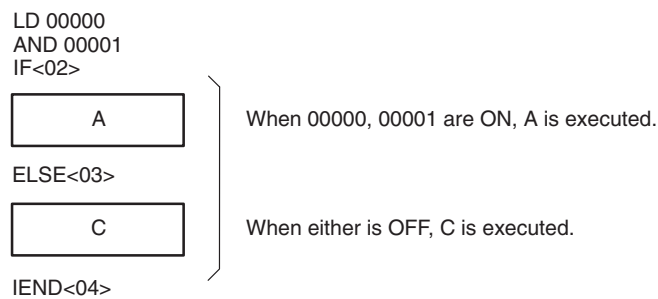 LD 00000
AND 00001
IF<02>
A
When 00000, 00001 are ON, A is executed.
ELSE<03>
C
When either is OFF, C is executed.
IEND<04>